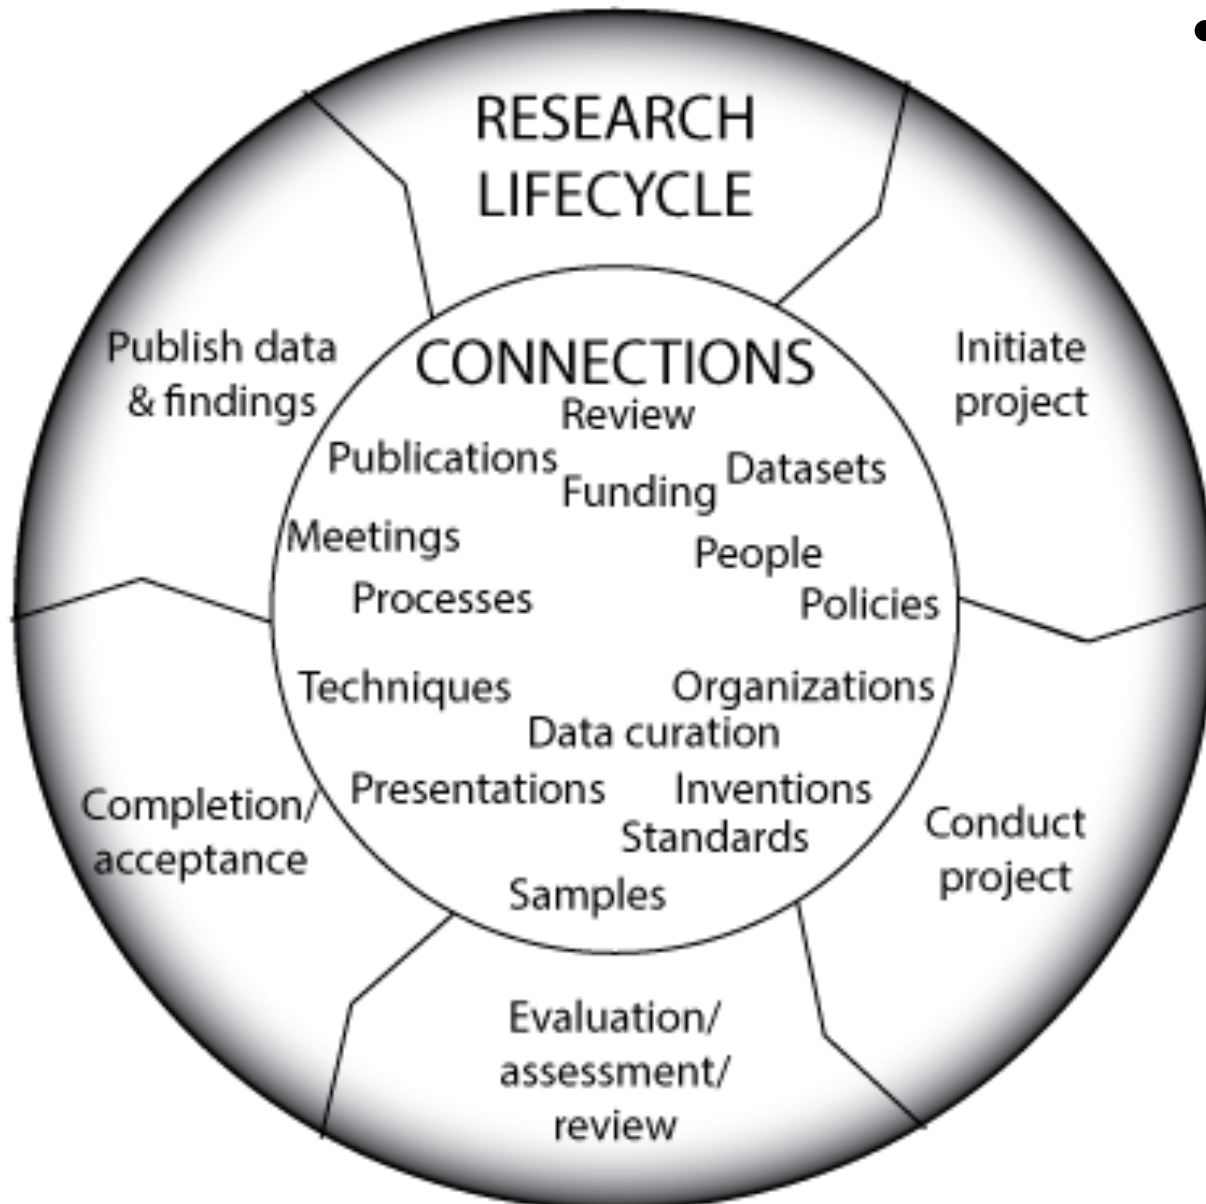 RESEARCH
LIFECYCLE
Publish data
& findings
Initiate
project
CONNECTIONS
Review
Publications
Datasets
Funding
Meetings
People
Processes
Policies
Techniques
Organizations
Data curation
Presentations
Inventions
Standards
Samples
Completion/
acceptance
Conduct
project
Evaluation/
assessment/
review